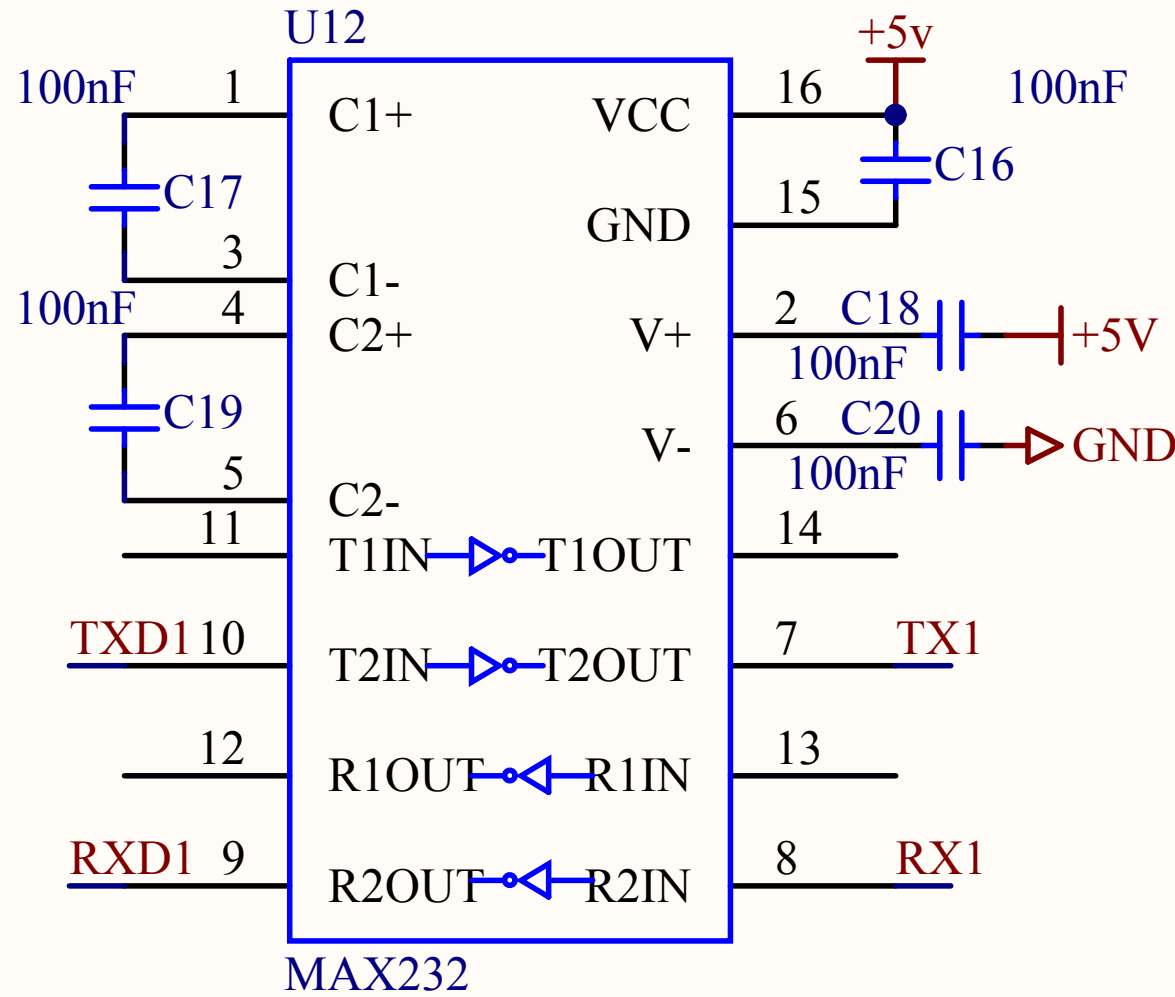 U12
+5v
100nF 1 C1+ VCC 16 100nF
C17 C16
GND 15
3 C1-
100nF 4 C2+ V+ 2 C18 +5V
100nF
C19 V- 6 C20 GND
100nF
5 C2-
11 T1IN T1OUT 14
TXD1 10 T2IN T2OUT 7 TX1
12 R1OUT R1IN 13
RXD1 9 R2OUT R2IN 8 RX1
MAX232